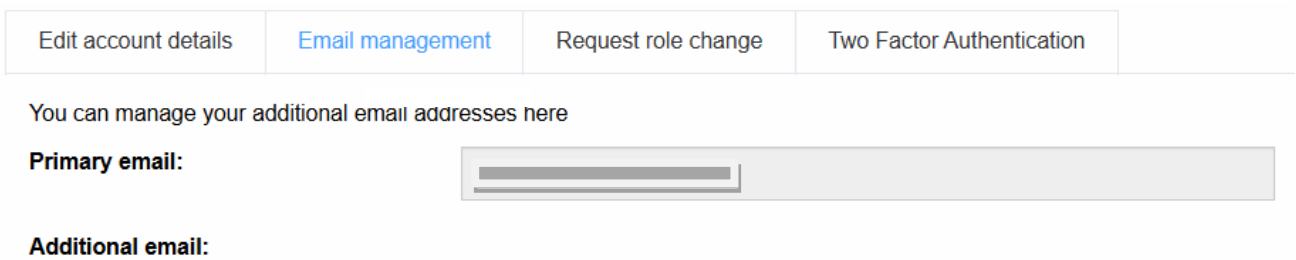 Edit account details Email management Request role change Two Factor Authentication
You can manage your additional email addresses here
Primary email:
Additional email: